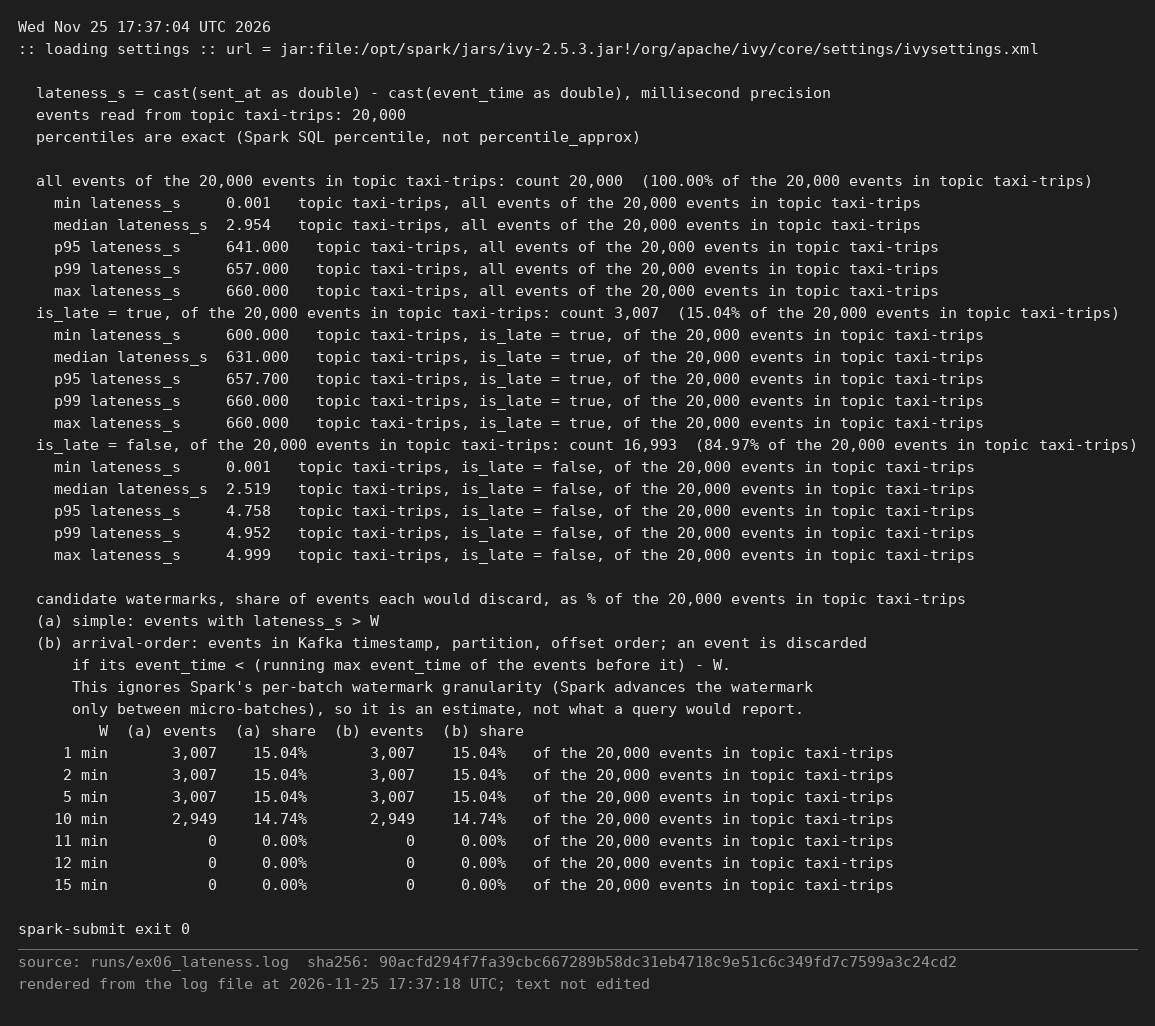 Wed Nov 25 17:37:04 UTC 2026
:: loading settings :: url = jar:file:/opt/spark/jars/ivy-2.5.3.jar!/org/apache/ivy/core/settings/ivysettings.xml
lateness_s = cast(sent_at as double) - cast(event_time as double), millisecond precision
events read from topic taxi-trips: 20,000
percentiles are exact (Spark SQL percentile, not percentile_approx)
all events of the 20,000 events in topic taxi-trips: count 20,000  (100.00% of the 20,000 events in topic taxi-trips)
min lateness_s     0.001   topic taxi-trips, all events of the 20,000 events in topic taxi-trips
median lateness_s  2.954   topic taxi-trips, all events of the 20,000 events in topic taxi-trips
p95 lateness_s     641.000   topic taxi-trips, all events of the 20,000 events in topic taxi-trips
p99 lateness_s     657.000   topic taxi-trips, all events of the 20,000 events in topic taxi-trips
max lateness_s     660.000   topic taxi-trips, all events of the 20,000 events in topic taxi-trips
is_late = true, of the 20,000 events in topic taxi-trips: count 3,007  (15.04% of the 20,000 events in topic taxi-trips)
min lateness_s     600.000   topic taxi-trips, is_late = true, of the 20,000 events in topic taxi-trips
median lateness_s  631.000   topic taxi-trips, is_late = true, of the 20,000 events in topic taxi-trips
p95 lateness_s     657.700   topic taxi-trips, is_late = true, of the 20,000 events in topic taxi-trips
p99 lateness_s     660.000   topic taxi-trips, is_late = true, of the 20,000 events in topic taxi-trips
max lateness_s     660.000   topic taxi-trips, is_late = true, of the 20,000 events in topic taxi-trips
is_late = false, of the 20,000 events in topic taxi-trips: count 16,993  (84.97% of the 20,000 events in topic taxi-trips)
min lateness_s     0.001   topic taxi-trips, is_late = false, of the 20,000 events in topic taxi-trips
median lateness_s  2.519   topic taxi-trips, is_late = false, of the 20,000 events in topic taxi-trips
p95 lateness_s     4.758   topic taxi-trips, is_late = false, of the 20,000 events in topic taxi-trips
p99 lateness_s     4.952   topic taxi-trips, is_late = false, of the 20,000 events in topic taxi-trips
max lateness_s     4.999   topic taxi-trips, is_late = false, of the 20,000 events in topic taxi-trips
candidate watermarks, share of events each would discard, as % of the 20,000 events in topic taxi-trips
(a) simple: events with lateness_s > W
(b) arrival-order: events in Kafka timestamp, partition, offset order; an event is discarded
if its event_time < (running max event_time of the events before it) - W.
This ignores Spark's per-batch watermark granularity (Spark advances the watermark
only between micro-batches), so it is an estimate, not what a query would report.
W  (a) events  (a) share  (b) events  (b) share
1 min       3,007    15.04%       3,007    15.04%   of the 20,000 events in topic taxi-trips
2 min       3,007    15.04%       3,007    15.04%   of the 20,000 events in topic taxi-trips
5 min       3,007    15.04%       3,007    15.04%   of the 20,000 events in topic taxi-trips
10 min       2,949    14.74%       2,949    14.74%   of the 20,000 events in topic taxi-trips
11 min           0     0.00%           0     0.00%   of the 20,000 events in topic taxi-trips
12 min           0     0.00%           0     0.00%   of the 20,000 events in topic taxi-trips
15 min           0     0.00%           0     0.00%   of the 20,000 events in topic taxi-trips
spark-submit exit 0
source: runs/ex06_lateness.log  sha256: 90acfd294f7fa39cbc667289b58dc31eb4718c9e51c6c349fd7c7599a3c24cd2
rendered from the log file at 2026-11-25 17:37:18 UTC; text not edited